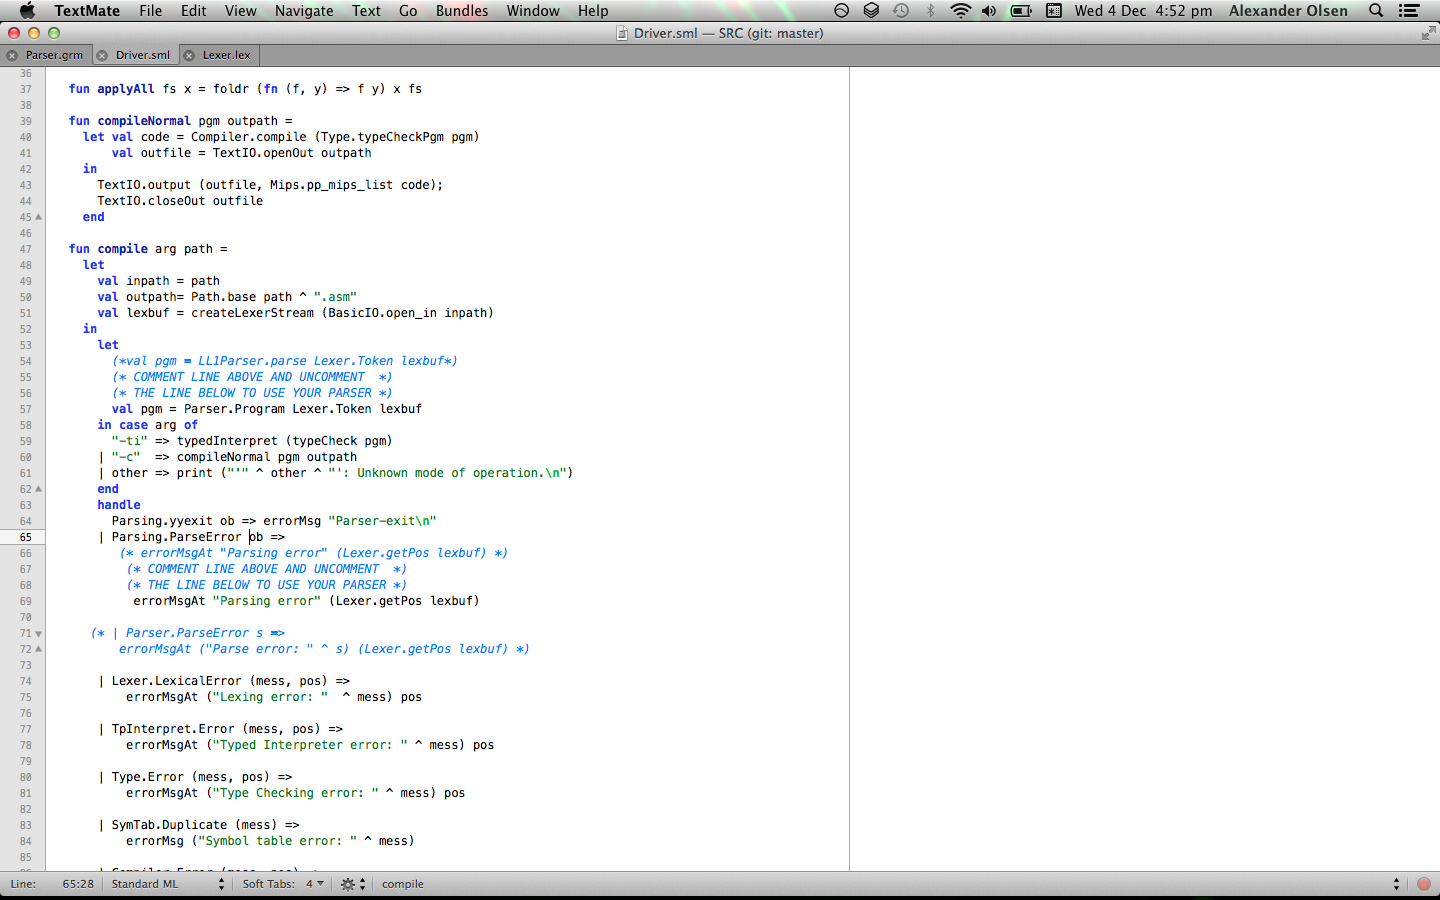 TextMate File Edit View Navigate Text Go Bundles Window Help Wed 4 Dec 4:52 pm Alexander Olsen
Driver.sml — SRC (git: master)
Parser.grm Driver.sml Lexer.lex
36
37 fun applyAll fs x = foldr (fn (f, y) => f y) x fs
38
39 fun compileNormal pgm outpath =
40 let val code = Compiler.compile (Type.typeCheckPgm pgm)
41 val outfile = TextIO.openOut outpath
42 in
43 TextIO.output (outfile, Mips.pp_mips_list code);
44 TextIO.closeOut outfile
45 end
46
47 fun compile arg path =
48 let
49 val inpath = path
50 val outpath= Path.base path ^ ".asm"
51 val lexbuf = createLexerStream (BasicIO.open_in inpath)
52 in
53 let
54 (*val pgm = LL1Parser.parse Lexer.Token lexbuf*)
55 (* COMMENT LINE ABOVE AND UNCOMMENT *)
56 (* THE LINE BELOW TO USE YOUR PARSER *)
57 val pgm = Parser.Program Lexer.Token lexbuf
58 in case arg of
59 "-ti" => typedInterpret (typeCheck pgm)
60 | "-c" => compileNormal pgm outpath
61 | other => print ("'" ^ other ^ "': Unknown mode of operation.\n")
62 end
63 handle
64 Parsing.yyexit ob => errorMsg "Parser-exit\n"
65 | Parsing.ParseError ob =>
66 (* errorMsgAt "Parsing error" (Lexer.getPos lexbuf) *)
67 (* COMMENT LINE ABOVE AND UNCOMMENT *)
68 (* THE LINE BELOW TO USE YOUR PARSER *)
69 errorMsgAt "Parsing error" (Lexer.getPos lexbuf)
70
71 (* | Parser.ParseError s =>
72 errorMsgAt ("Parse error: " ^ s) (Lexer.getPos lexbuf) *)
73
74 | Lexer.LexicalError (mess, pos) =>
75 errorMsgAt ("Lexing error: " ^ mess) pos
76
77 | TpInterpret.Error (mess, pos) =>
78 errorMsgAt ("Typed Interpreter error: " ^ mess) pos
79
80 | Type.Error (mess, pos) =>
81 errorMsgAt ("Type Checking error: " ^ mess) pos
82
83 | SymTab.Duplicate (mess) =>
84 errorMsg ("Symbol table error: " ^ mess)
85
Line: 65:28 Standard ML Soft Tabs: 4 compile